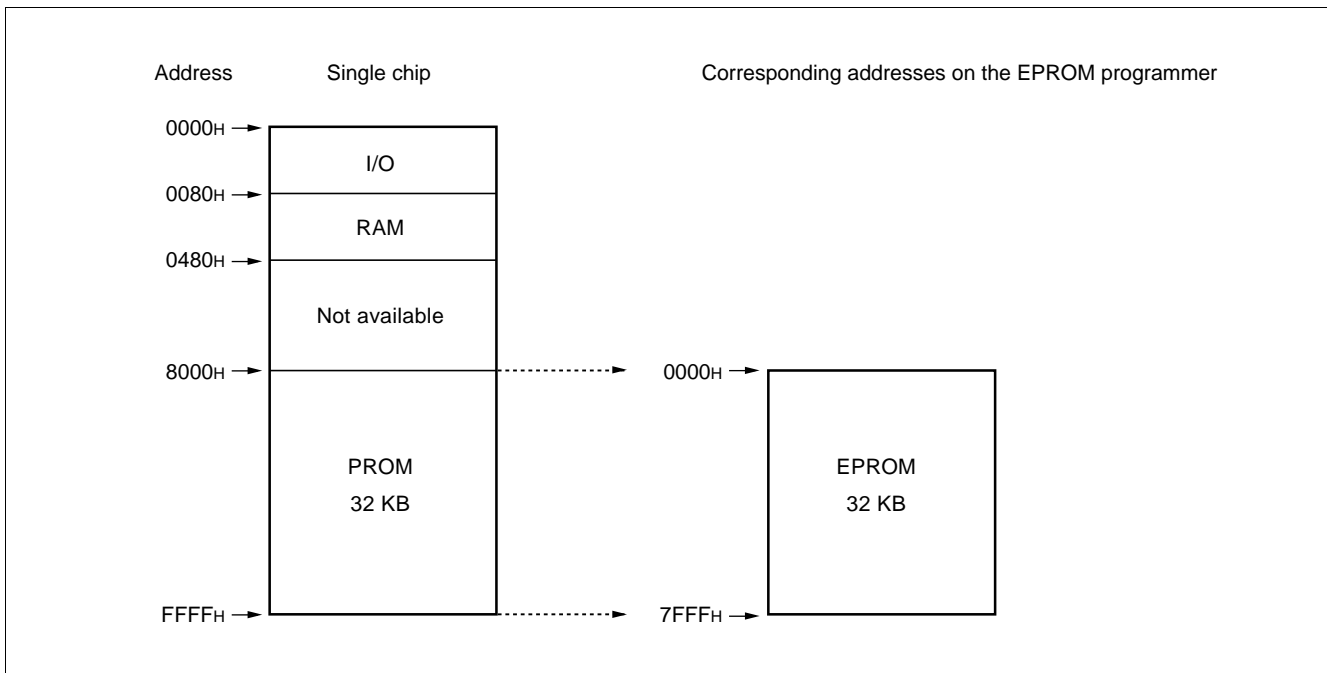 Address Single chip Corresponding addresses on the EPROM programmer
0000H
I/O
0080H
RAM
0480H
Not available
8000H 0000H
PROM EPROM
32 KB 32 KB
FFFFH 7FFFH